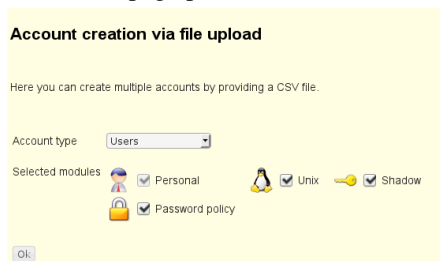 Account creation via file upload
Here you can create multiple accounts by providing a CSV file.
Account type Users
Selected modules Personal Unix Shadow
Password policy
Ok